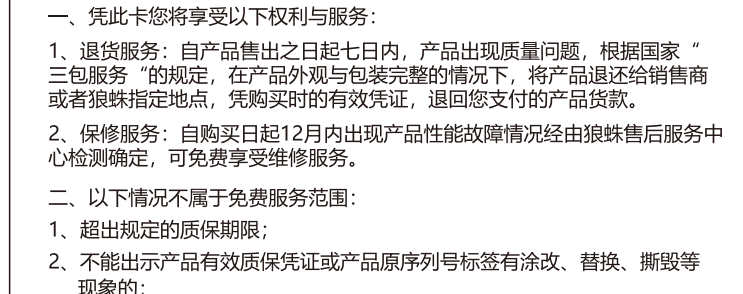 一、凭此卡您将享受以下权利与服务：
1、退货服务：自产品售出之日起七日内，产品出现质量问题，根据国家“
三包服务“的规定，在产品外观与包装完整的情况下，将产品退还给销售商
或者狼蛛指定地点，凭购买时的有效凭证，退回您支付的产品货款。
2、保修服务：自购买日起12月内出现产品性能故障情况经由狼蛛售后服务中
心检测确定，可免费享受维修服务。
二、以下情况不属于免费服务范围：
1、超出规定的质保期限；
2、不能出示产品有效质保凭证或产品原序列号标签有涂改、替换、撕毁等
现象的；